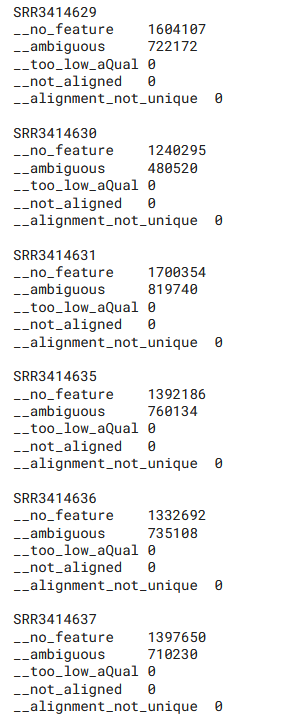 SRR3414629
__no_feature 1604107
__ambiguous 722172
__too_low_aQual 0
__not_aligned 0
__alignment_not_unique 0
SRR3414630
__no_feature 1240295
__ambiguous 480520
__too_low_aQual 0
__not_aligned 0
__alignment_not_unique 0
SRR3414631
__no_feature 1700354
__ambiguous 819740
__too_low_aQual 0
__not_aligned 0
__alignment_not_unique 0
SRR3414635
__no_feature 1392186
__ambiguous 760134
__too_low_aQual 0
__not_aligned 0
__alignment_not_unique 0
SRR3414636
__no_feature 1332692
__ambiguous 735108
__too_low_aQual 0
__not_aligned 0
__alignment_not_unique 0
SRR3414637
__no_feature 1397650
__ambiguous 710230
__too_low_aQual 0
__not_aligned 0
__alignment_not_unique 0